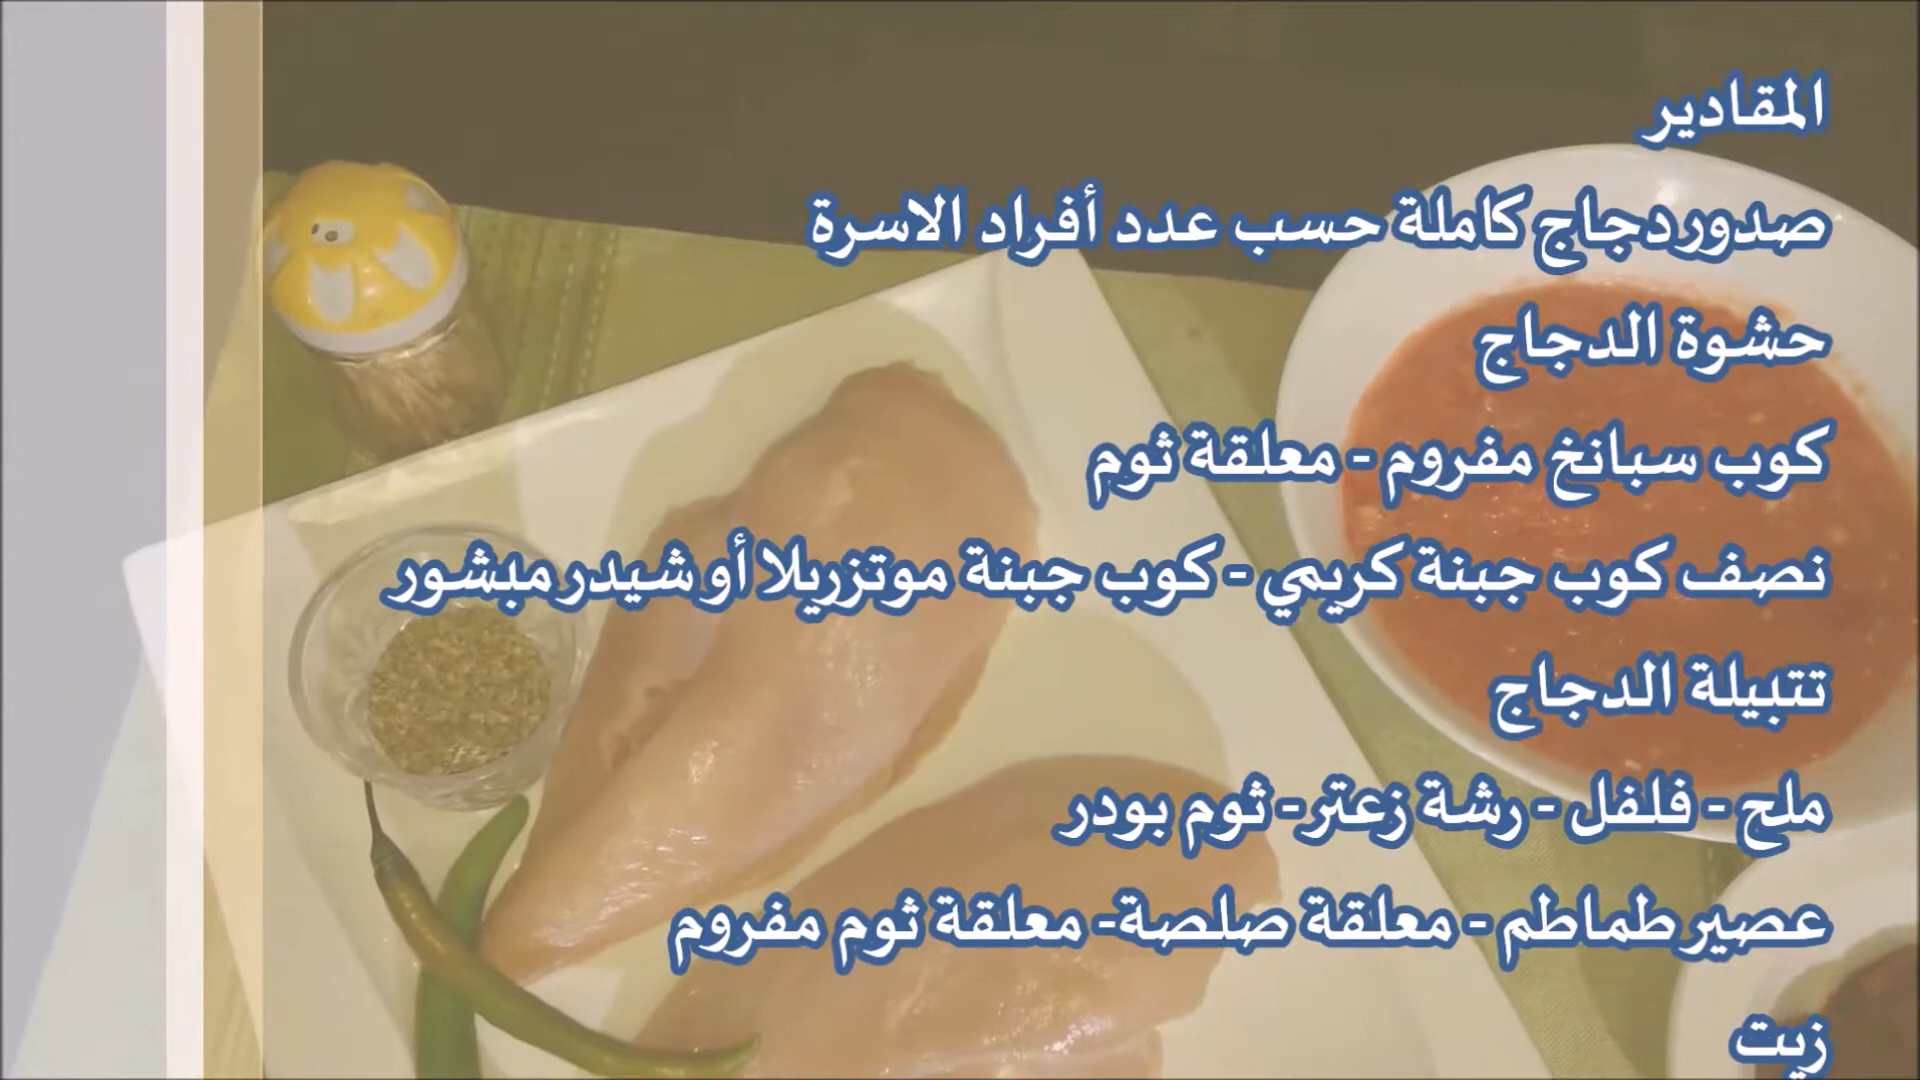 المقادير
صدوردجاج كاملة حسب عدد أفراد الاسرة
حشوة الدجاج
كوب سبانخ مفروم - معلقة ثوم
نصف كوب جبنة كريمي - كوب جبنة موتزريلا أو شيدر مبشور
تتبيلة الدجاج
ملح - فلفل - رشة زعتر- ثوم بودر
عصير طماطم - معلقة صلصة- معلقة ثوم مفروم
زيت